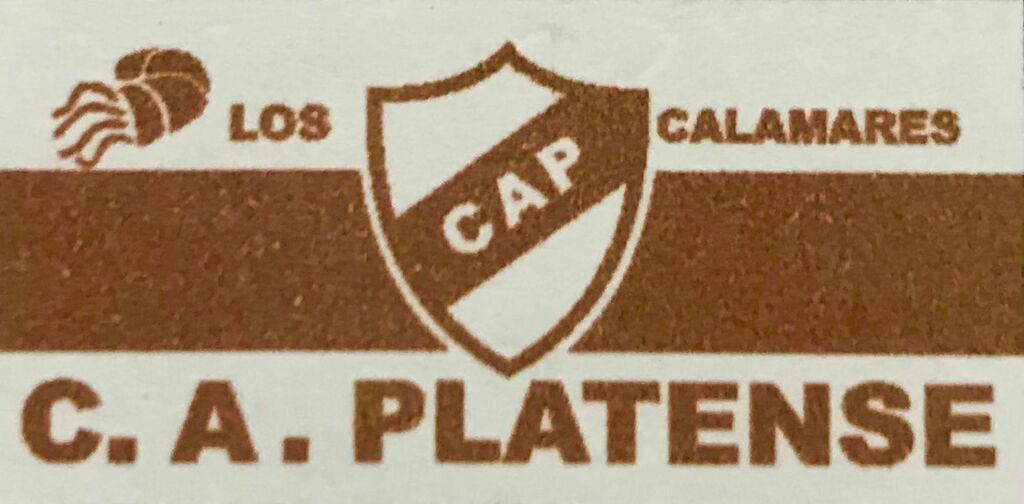 LOS CALAMARES
CAP
C. A. PLATENSE